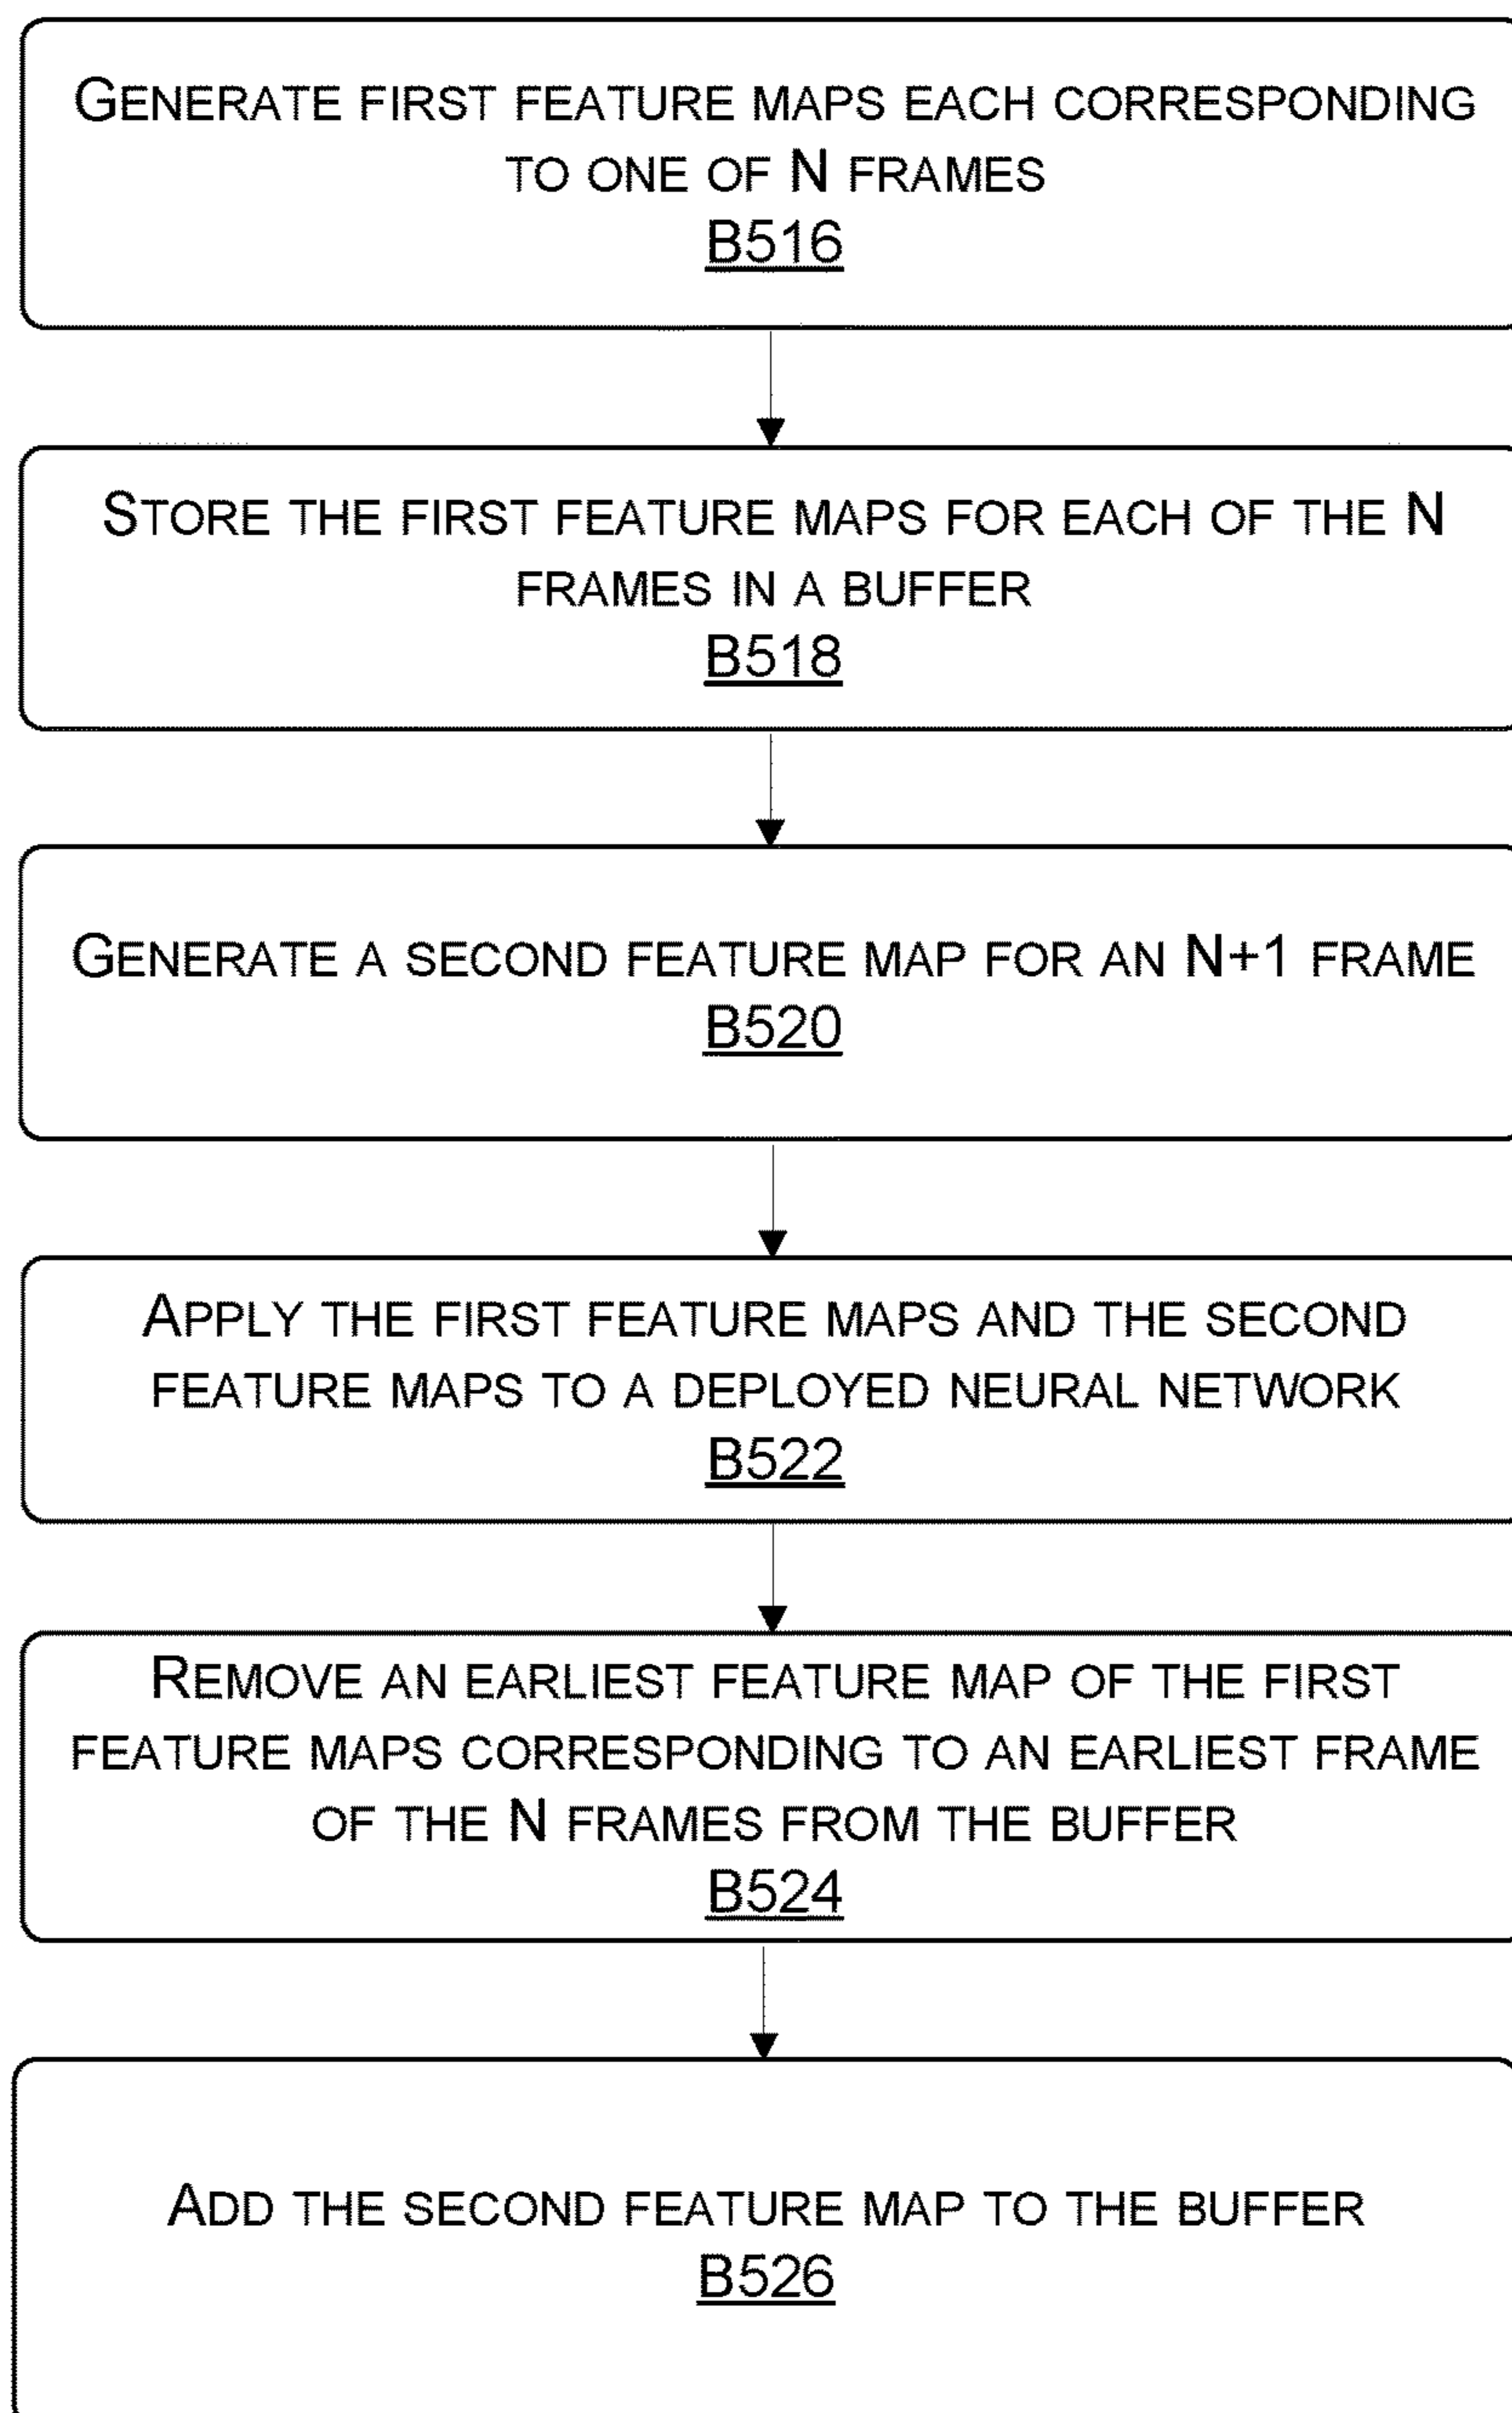 GENERATE FIRST FEATURE MAPS EACH CORRESPONDING
TO ONE OF N FRAMES
B516
STORE THE FIRST FEATURE MAPS FOR EACH OF THE N
FRAMES IN A BUFFER
B518
GENERATE A SECOND FEATURE MAP FOR AN N+1 FRAME
B520
APPLY THE FIRST FEATURE MAPS AND THE SECOND
FEATURE MAPS TO A DEPLOYED NEURAL NETWORK
B522
REMOVE AN EARLIEST FEATURE MAP OF THE FIRST
FEATURE MAPS CORRESPONDING TO AN EARLIEST FRAME
OF THE N FRAMES FROM THE BUFFER
B524
ADD THE SECOND FEATURE MAP TO THE BUFFER
B526